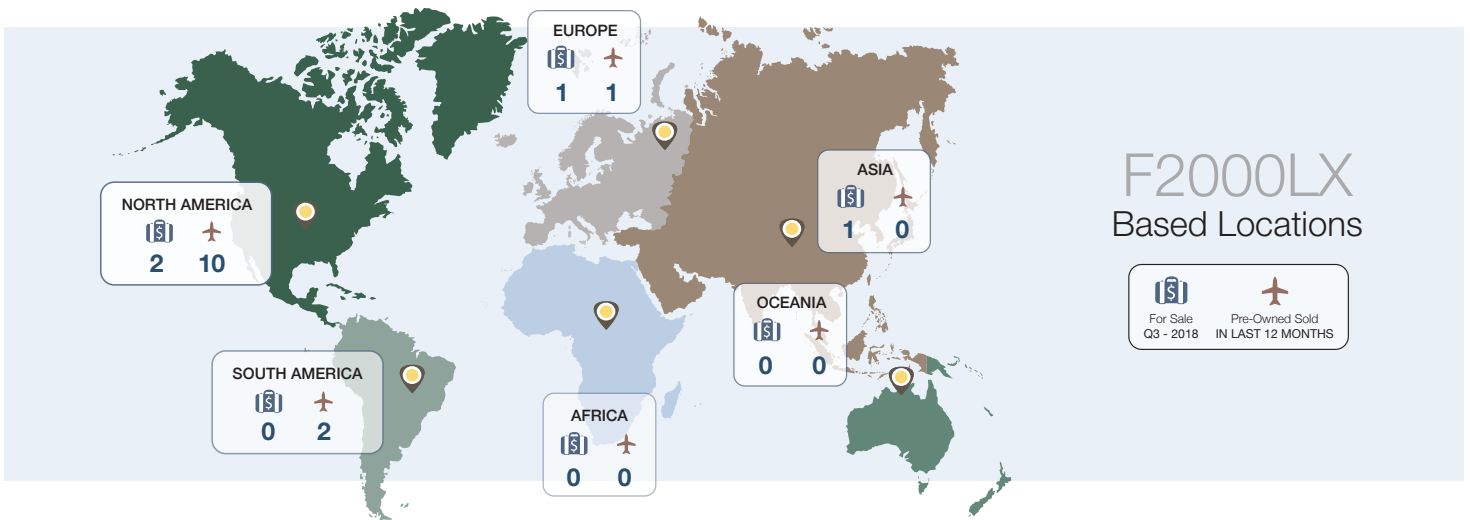 EUROPE
1 1
NORTH AMERICA
2 10
ASIA
1 0
OCEANIA
0 0
SOUTH AMERICA
0 2
AFRICA
0 0
F2000LX
Based Locations
For Sale
Q3 - 2018
Pre-Owned Sold
IN LAST 12 MONTHS